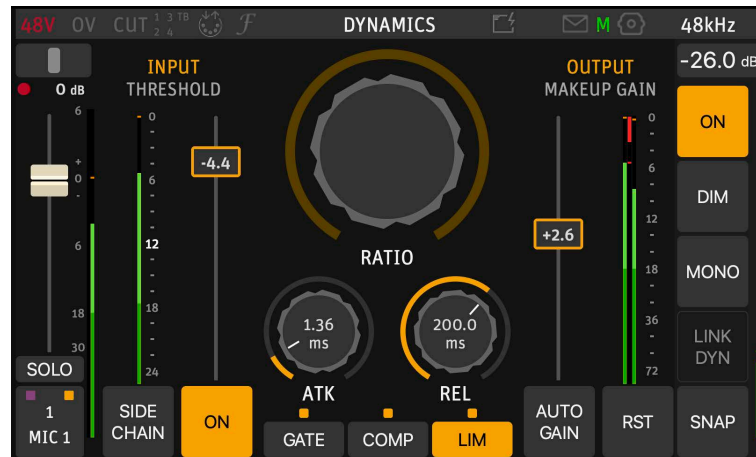 48V OV CUT 1 3 TB 2 4 F DYNAMICS M 48kHz
0 dB
6
+
0
-
6
18
30
SOLO
1
MIC 1
INPUT
THRESHOLD
0
6
12
18
24
-4.4
SIDE
CHAIN
ON
RATIO
1.36
ms
ATK
200.0
ms
REL
GATE
COMP
LIM
OUTPUT
MAKEUP GAIN
+2.6
0
6
12
18
36
72
AUTO
GAIN
RST
-26.0 dB
ON
DIM
MONO
LINK
DYN
SNAP